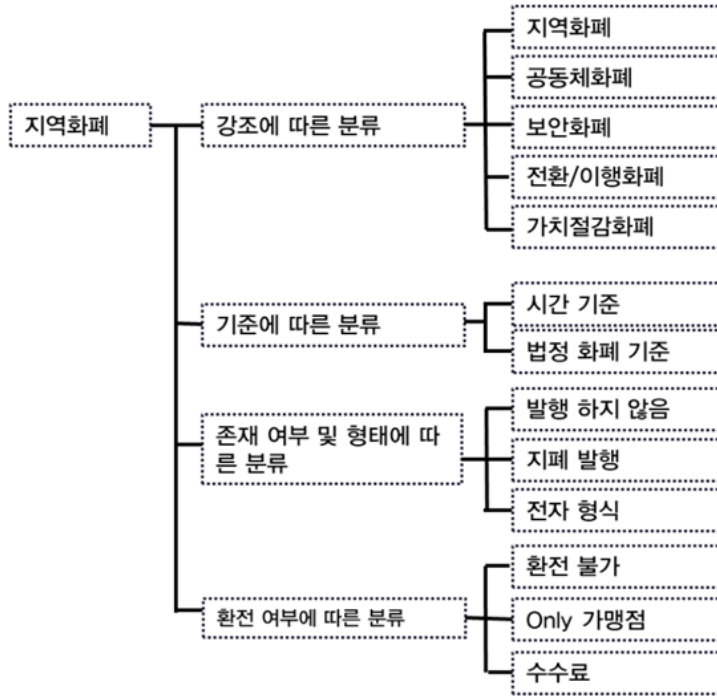 지역화폐
강조에 따른 분류
지역화폐
공동체화폐
보안화폐
전환/이행화폐
가치절감화폐
기준에 따른 분류
시간 기준
법정 화폐 기준
존재 여부 및 형태에 따
른 분류
발행 하지 않음
지폐 발행
전자 형식
환전 여부에 따른 분류
환전 불가
Only 가맹점
수수료